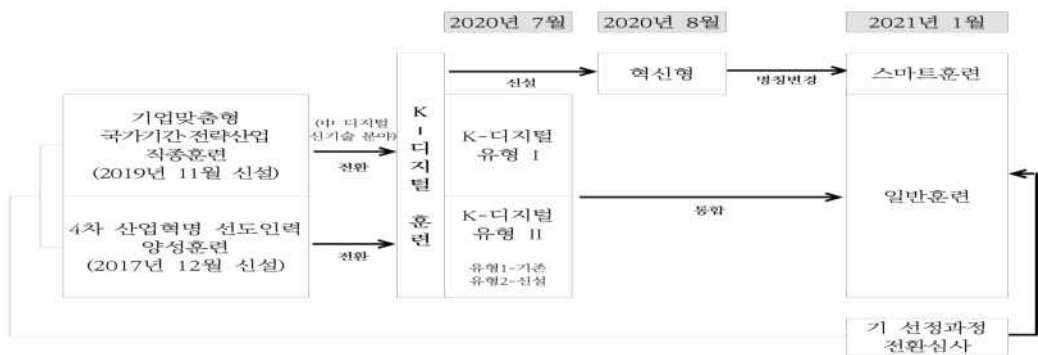 2020년 7월
2020년 8월
2021년 1월
신설
혁신형
명칭변경
스마트훈련
기업맞춤형
국가기간·전략산업
직종훈련
(2019년 11월 신설)
(中 디지털
신기술 분야)
전환
K-디지털 훈련
K-디지털
유형 I
통합
일반훈련
4차 산업혁명 선도인력
양성훈련
(2017년 12월 신설)
전환
K-디지털
유형 II
유형1-기존
유형2-신설
기 선정과정
전환심사